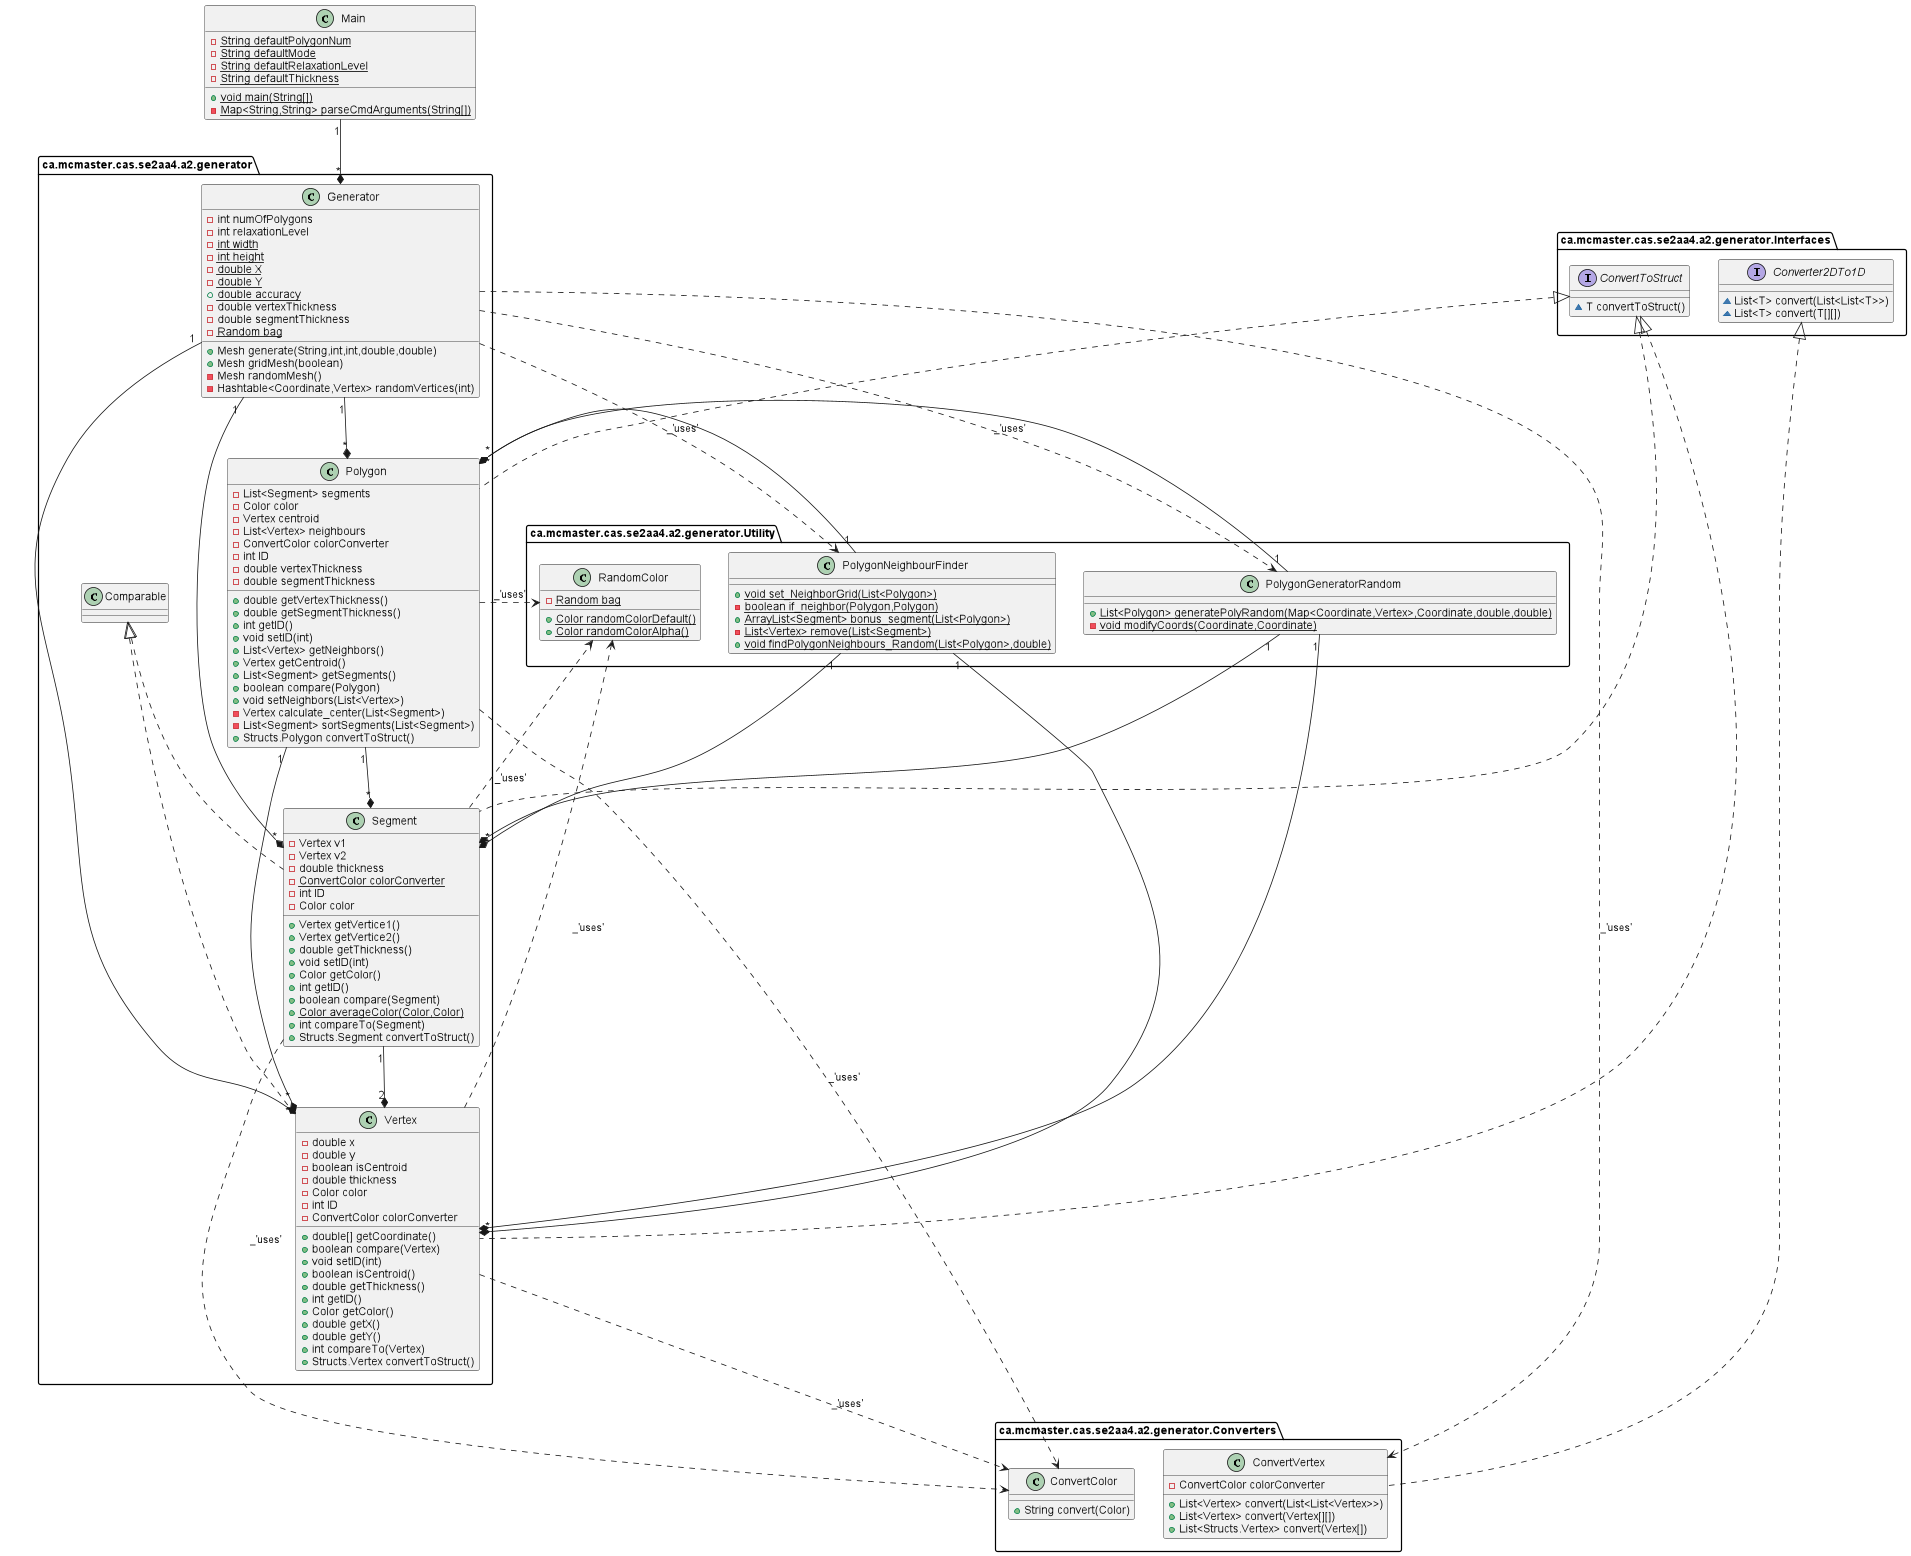 C Main
String defaultPolygonNum
String defaultMode
String defaultRelaxationLevel
String defaultThickness
void main(String[])
Map<String,String> parseCmdArguments(String[])
1
*
ca.mcmaster.cas.se2aa4.a2.generator
C Generator
int numOfPolygons
int relaxationLevel
int width
int height
double X
double Y
double accuracy
double vertexThickness
double segmentThickness
Random bag
Mesh generate(String,int,int,double,double)
Mesh gridMesh(boolean)
Mesh randomMesh()
Hashtable<Coordinate,Vertex> randomVertices(int)
1
1
1
*
*
ca.mcmaster.cas.se2aa4.a2.generator.Interfaces
I ConvertToStruct
T convertToStruct()
I Converter2DTo1D
List<T> convert(List<List<T>>)
List<T> convert(T[][])
_'uses'
_'uses'
C Polygon
List<Segment> segments
Color color
Vertex centroid
List<Vertex> neighbours
ConvertColor colorConverter
int ID
double vertexThickness
double segmentThickness
double getVertexThickness()
double getSegmentThickness()
int getID()
void setID(int)
List<Vertex> getNeighbors()
Vertex getCentroid()
List<Segment> getSegments()
boolean compare(Polygon)
void setNeighbors(List<Vertex>)
Vertex calculate_center(List<Segment>)
List<Segment> sortSegments(List<Segment>)
Structs.Polygon convertToStruct()
C Comparable
_'uses'
ca.mcmaster.cas.se2aa4.a2.generator.Utility
C RandomColor
Random bag
Color randomColorDefault()
Color randomColorAlpha()
1
C PolygonNeighbourFinder
void set_NeighborGrid(List<Polygon>)
boolean if_neighbor(Polygon,Polygon)
ArrayList<Segment> bonus_segment(List<Polygon>)
List<Vertex> remove(List<Segment>)
void findPolygonNeighbours_Random(List<Polygon>,double)
1
C PolygonGeneratorRandom
List<Polygon> generatePolyRandom(Map<Coordinate,Vertex>,Coordinate,double,double)
void modifyCoords(Coordinate,Coordinate)
1
1
1
1
1
1
*
*
*
_'uses'
C Segment
Vertex v1
Vertex v2
double thickness
ConvertColor colorConverter
int ID
Color color
Vertex getVertice1()
Vertex getVertice2()
double getThickness()
void setID(int)
Color getColor()
int getID()
boolean compare(Segment)
Color averageColor(Color,Color)
int compareTo(Segment)
Structs.Segment convertToStruct()
_'uses'
_'uses'
1
2
*
_'uses'
C Vertex
double x
double y
boolean isCentroid
double thickness
Color color
int ID
ConvertColor colorConverter
double[] getCoordinate()
boolean compare(Vertex)
void setID(int)
boolean isCentroid()
double getThickness()
int getID()
Color getColor()
double getX()
double getY()
int compareTo(Vertex)
Structs.Vertex convertToStruct()
*
_'uses'
_'uses'
ca.mcmaster.cas.se2aa4.a2.generator.Converters
C ConvertColor
String convert(Color)
C ConvertVertex
ConvertColor colorConverter
List<Vertex> convert(List<List<Vertex>>)
List<Vertex> convert(Vertex[][])
List<Structs.Vertex> convert(Vertex[])